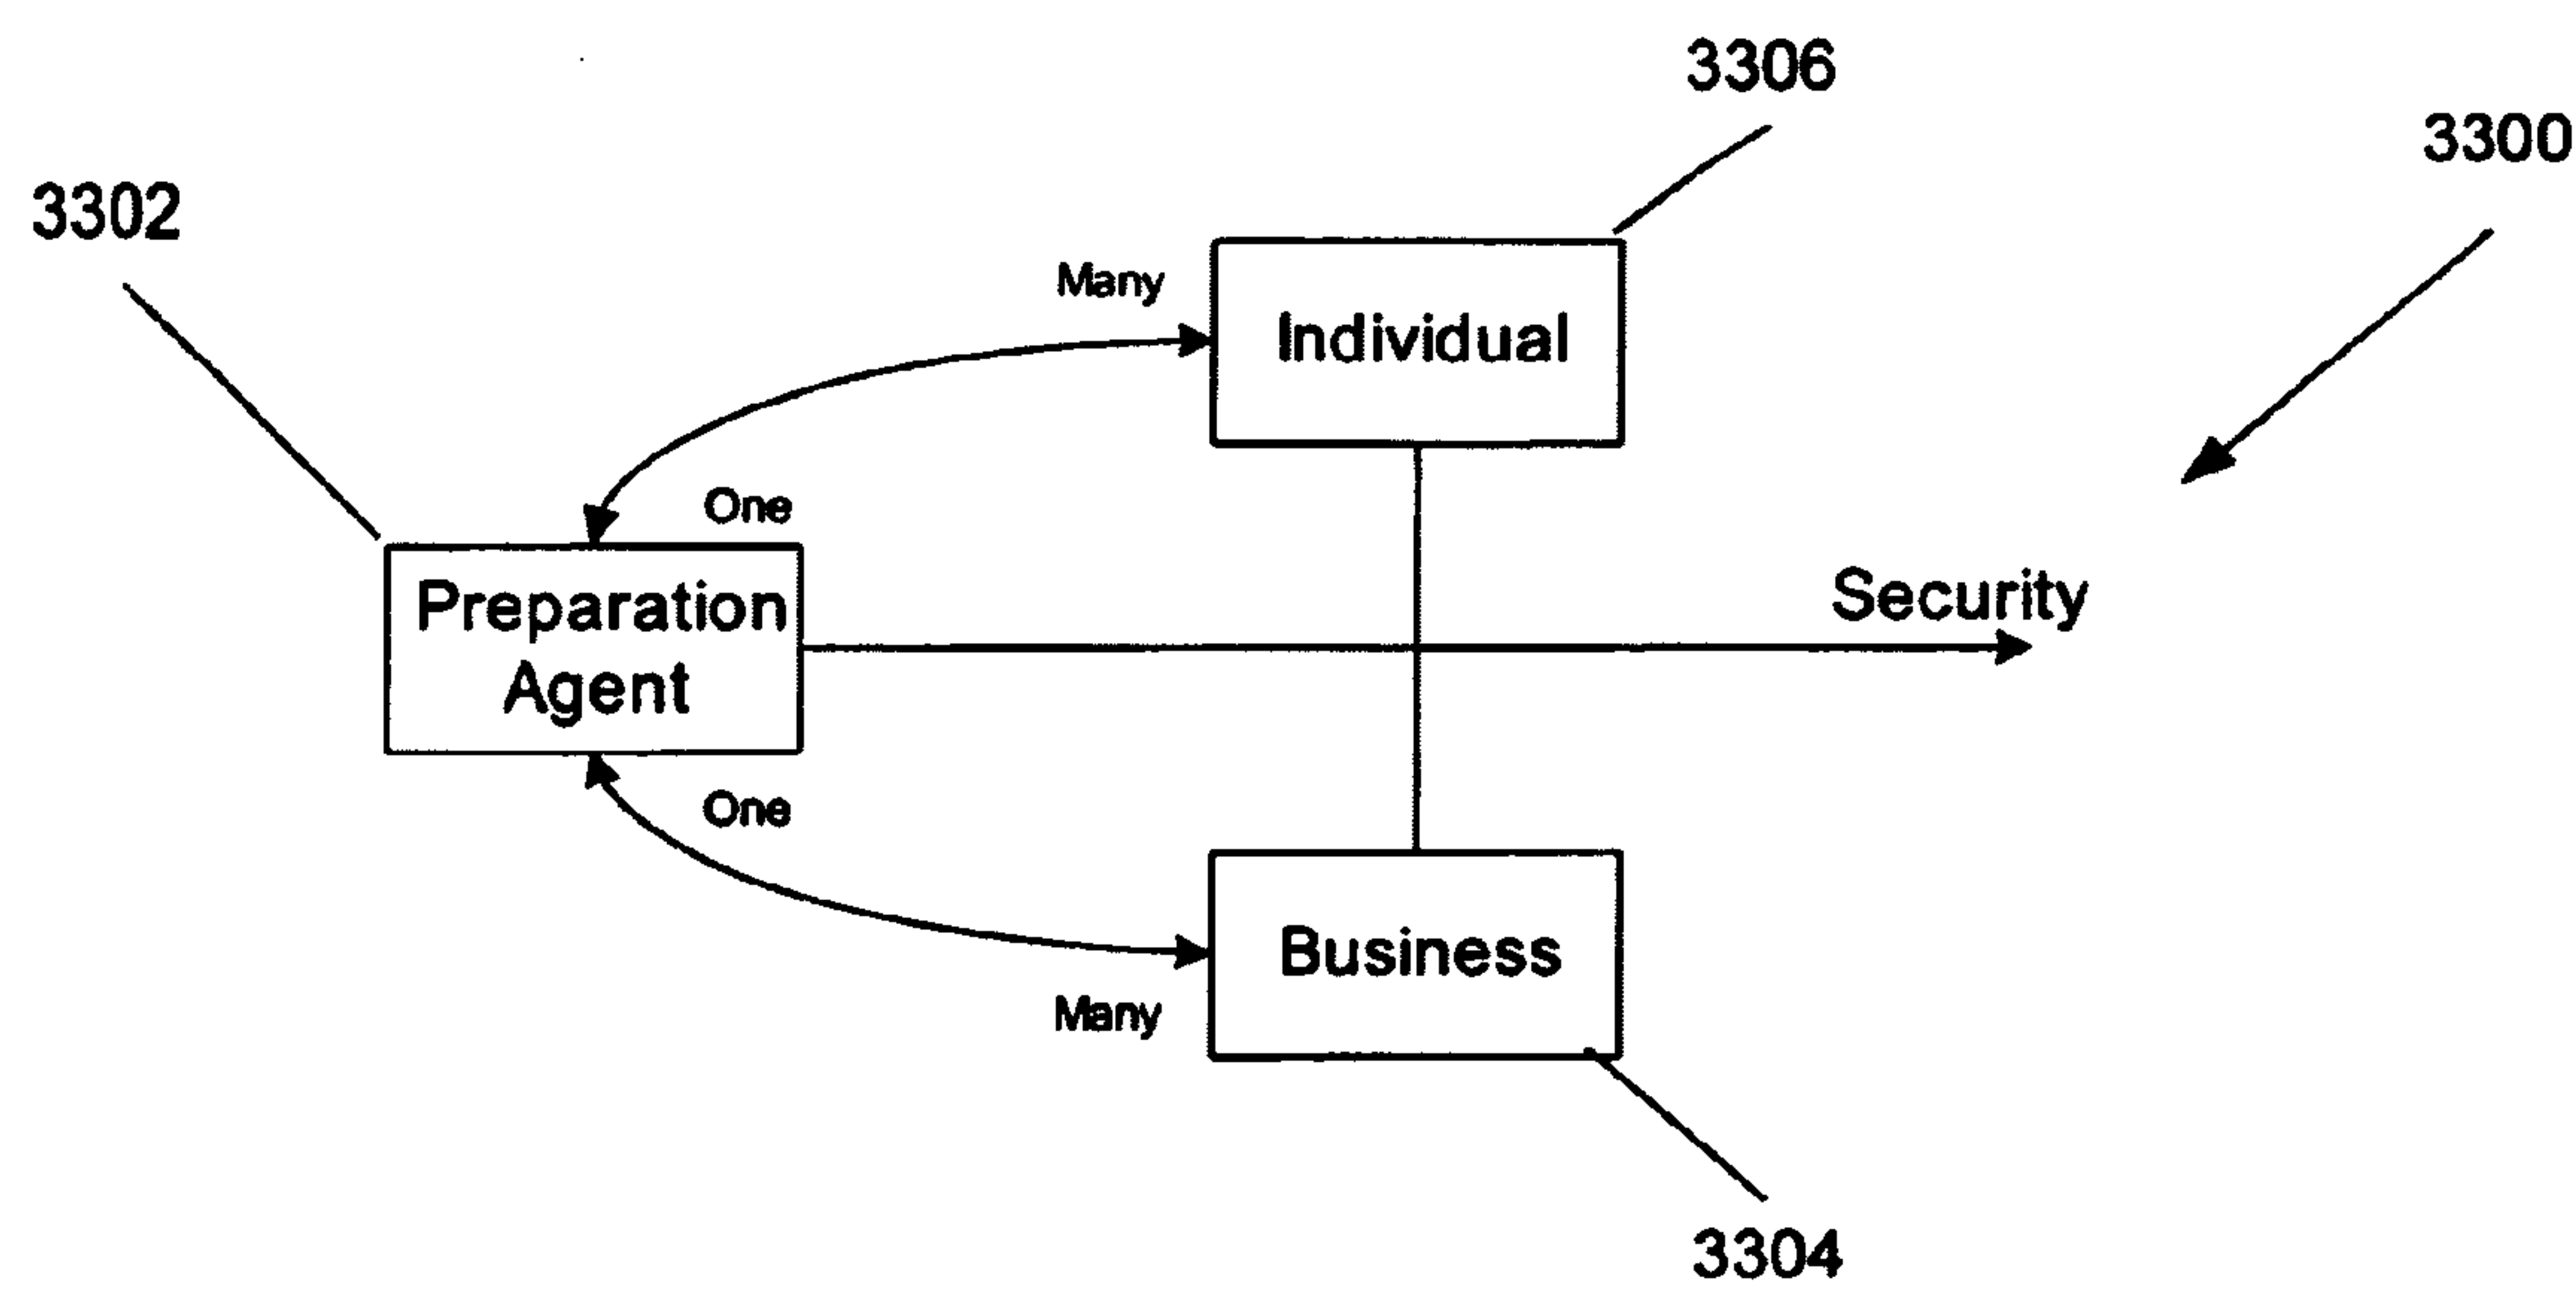 3306
3300
3302
Many
Individual
One
Security
Preparation
Agent
One
Business
Many
3304